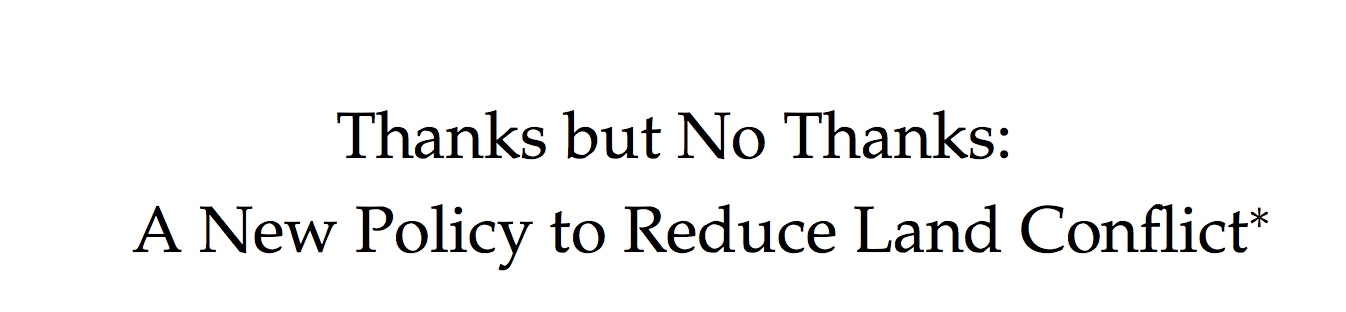 Thanks but No Thanks:
A New Policy to Reduce Land Conflict*